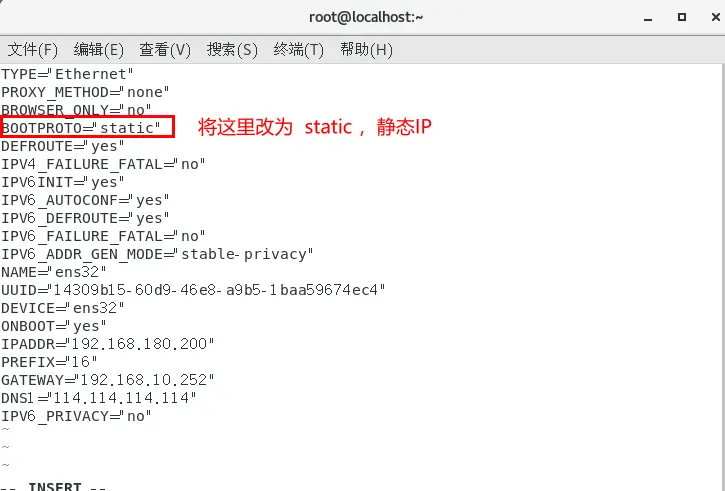 root@localhost:~
文件(F) 编辑(E) 查看(V) 搜索(S) 终端(T) 帮助(H)
TYPE="Ethernet"
PROXY_METHOD="none"
BROWSER_ONLY="no"
BOOTPROTO="static" 将这里改为 static ，静态IP
DEFROUTE="yes"
IPV4_FAILURE_FATAL="no"
IPV6INIT="yes"
IPV6_AUTOCONF="yes"
IPV6_DEFROUTE="yes"
IPV6_FAILURE_FATAL="no"
IPV6_ADDR_GEN_MODE="stable-privacy"
NAME="ens32"
UUID="14309b15-60d9-46e8-a9b5-1baa59674ec4"
DEVICE="ens32"
ONBOOT="yes"
IPADDR="192.168.180.200"
PREFIX="16"
GATEWAY="192.168.10.252"
DNS1="114.114.114.114"
IPV6_PRIVACY="no"
~
~
~
-- INSERT --